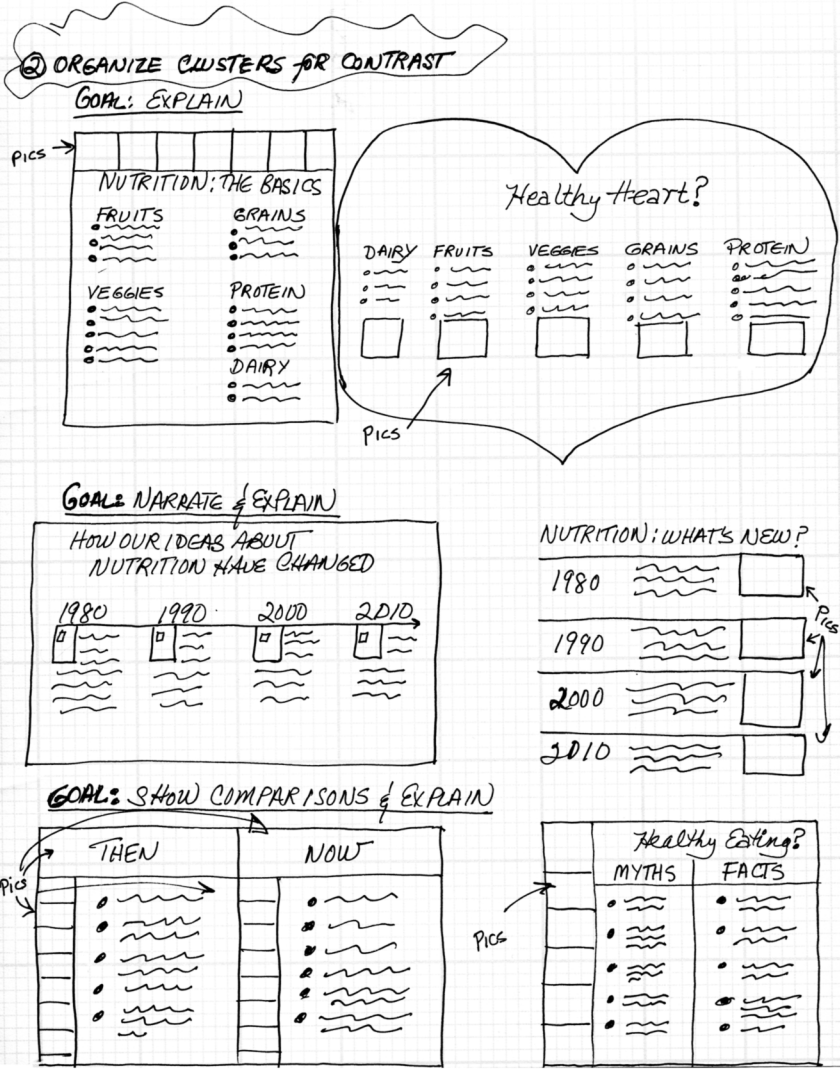 ② ORGANIZE CLUSTERS FOR CONTRAST
GOAL: EXPLAIN
PICS
NUTRITION: THE BASICS
FRUITS
GRAINS
VEGGIES
PROTEIN
DAIRY
Healthy Heart?
DAIRY
FRUITS
VEGGIES
GRAINS
PROTEIN
PICS
GOAL: NARRATE & EXPLAIN
HOW OUR IDEAS ABOUT
NUTRITION HAVE CHANGED
1980 1990 2000 2010
NUTRITION: WHAT'S NEW?
1980
1990
2000
2010
Pics
GOAL: SHOW COMPARISONS & EXPLAIN
Pics
THEN
NOW
Healthy Eating?
MYTHS
FACTS
PICS